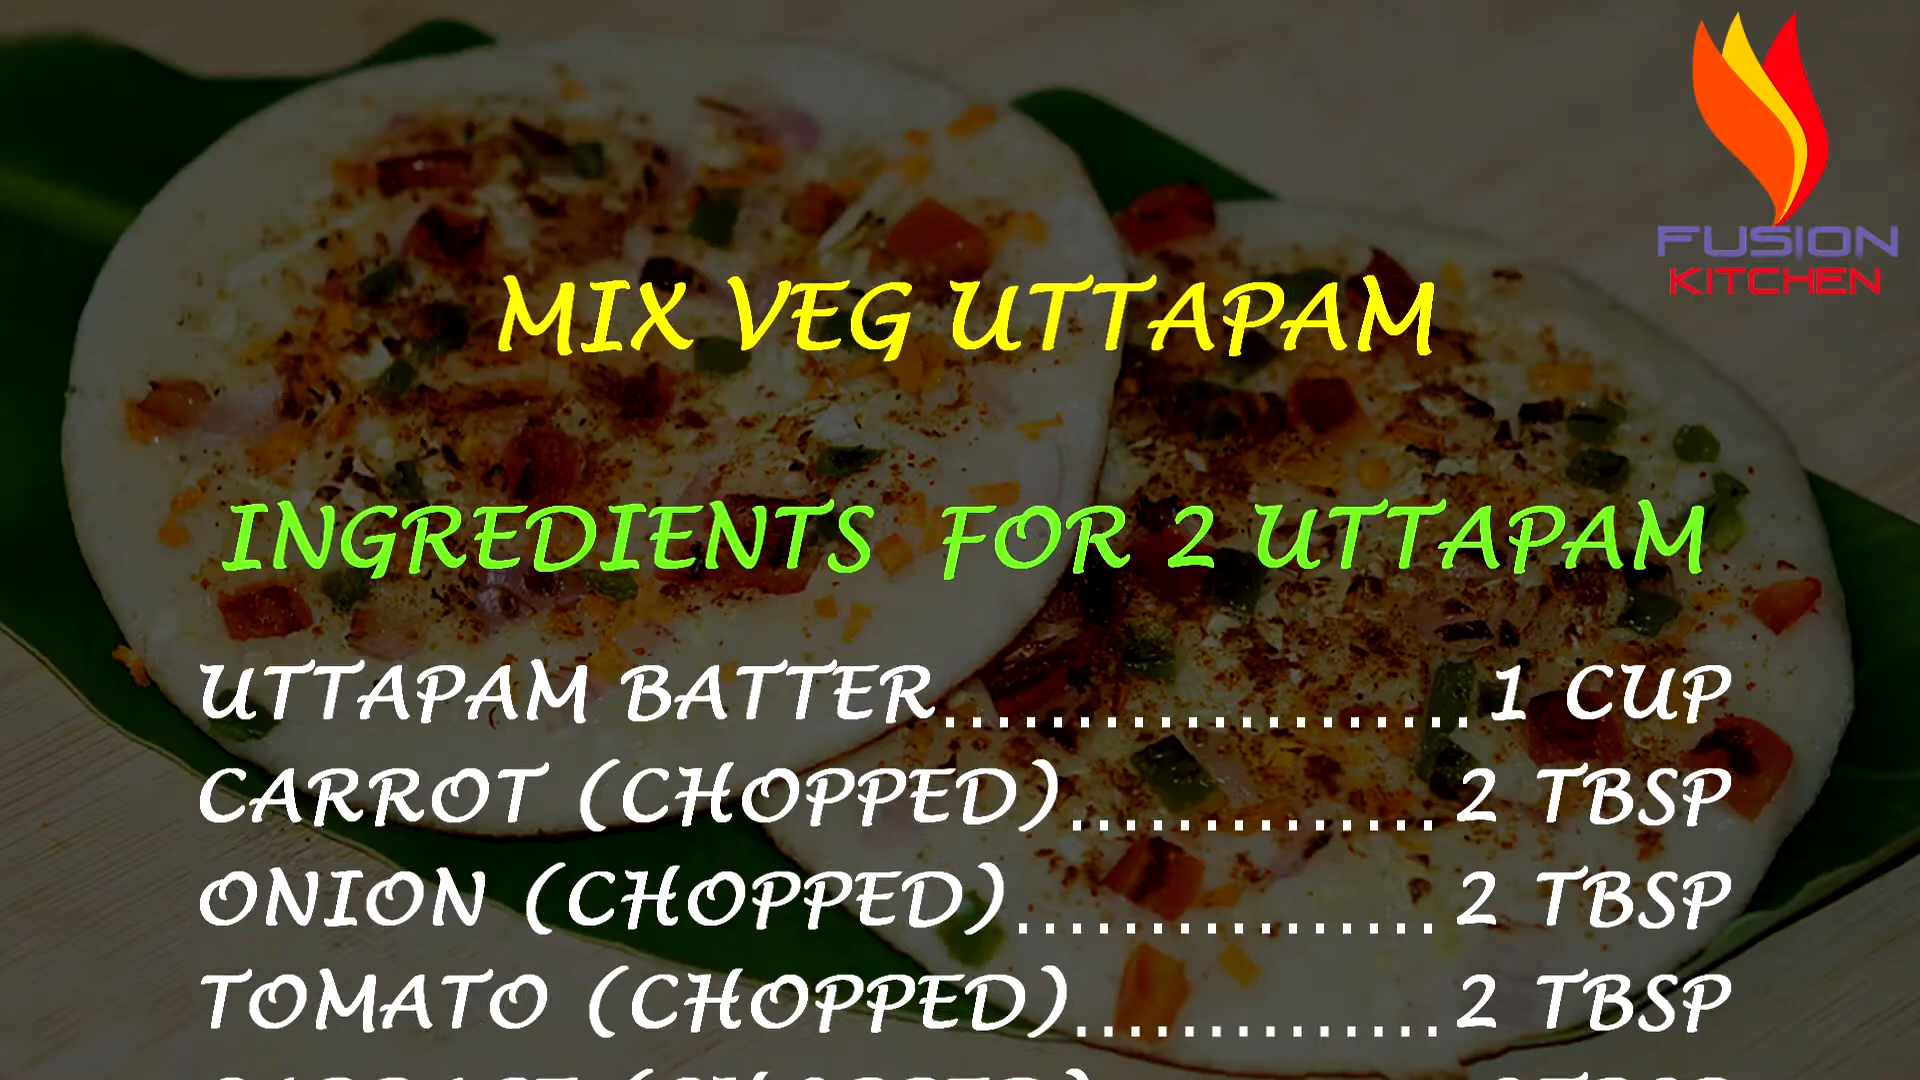 FUSION
KITCHEN
MIX VEG UTTAPAM
INGREDIENTS FOR 2 UTTAPAM
UTTAPAM BATTER....................1 CUP
CARROT (CHOPPED)..............2 TBSP
ONION (CHOPPED)................2 TBSP
TOMATO (CHOPPED)..............2 TBSP